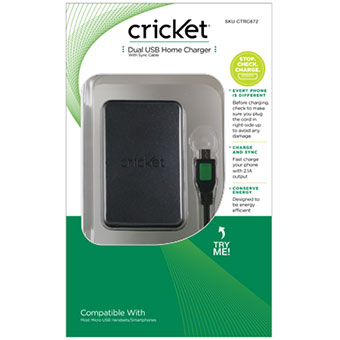 cricket
SKU CTRC672
Dual USB Home Charger
With Sync Cable
STOP.
CHECK.
CHARGE.
• EVERY PHONE
IS DIFFERENT
Before charging,
check to make
sure you plug
the cord in
right-side up
to avoid any
damage.
• CHARGE
AND SYNC
Fast charge
your phone
with 2.1A
output
• CONSERVE
ENERGY
Designed to
be energy
efficient
cricket
TRY
ME!
Compatible With
Most Micro USB Handsets/Smartphones